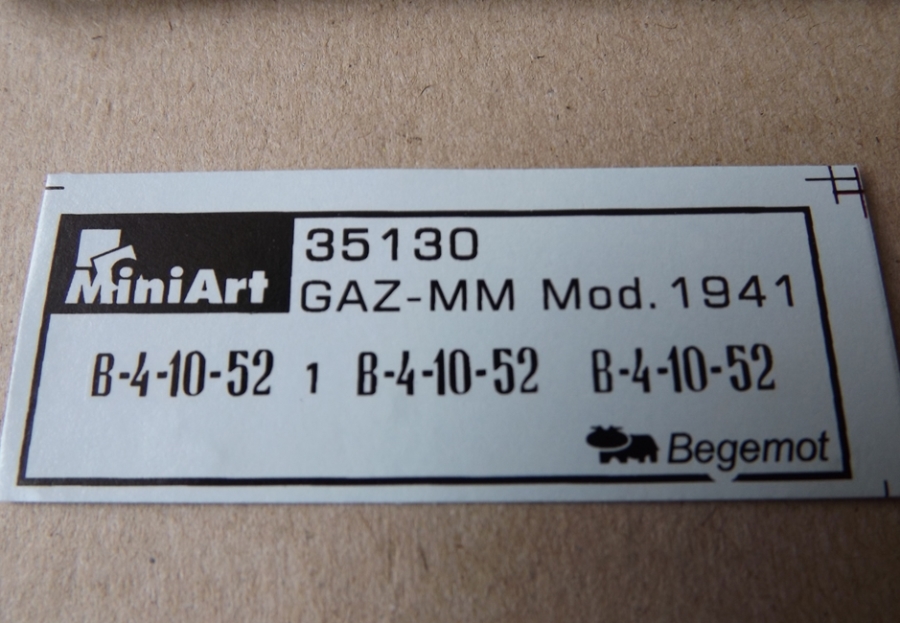 MiniArt
35130
GAZ-MM Mod. 1941
В-4-10-52 1 В-4-10-52 В-4-10-52
Begemot